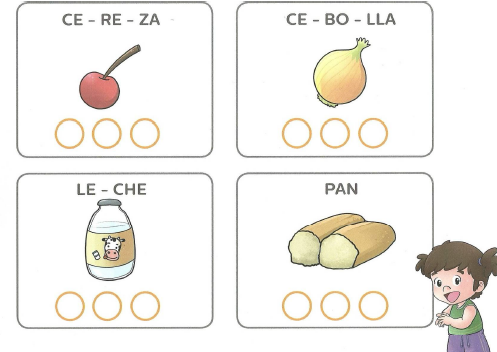 CE - RE - ZA
CE - BO - LLA
LE - CHE
PAN